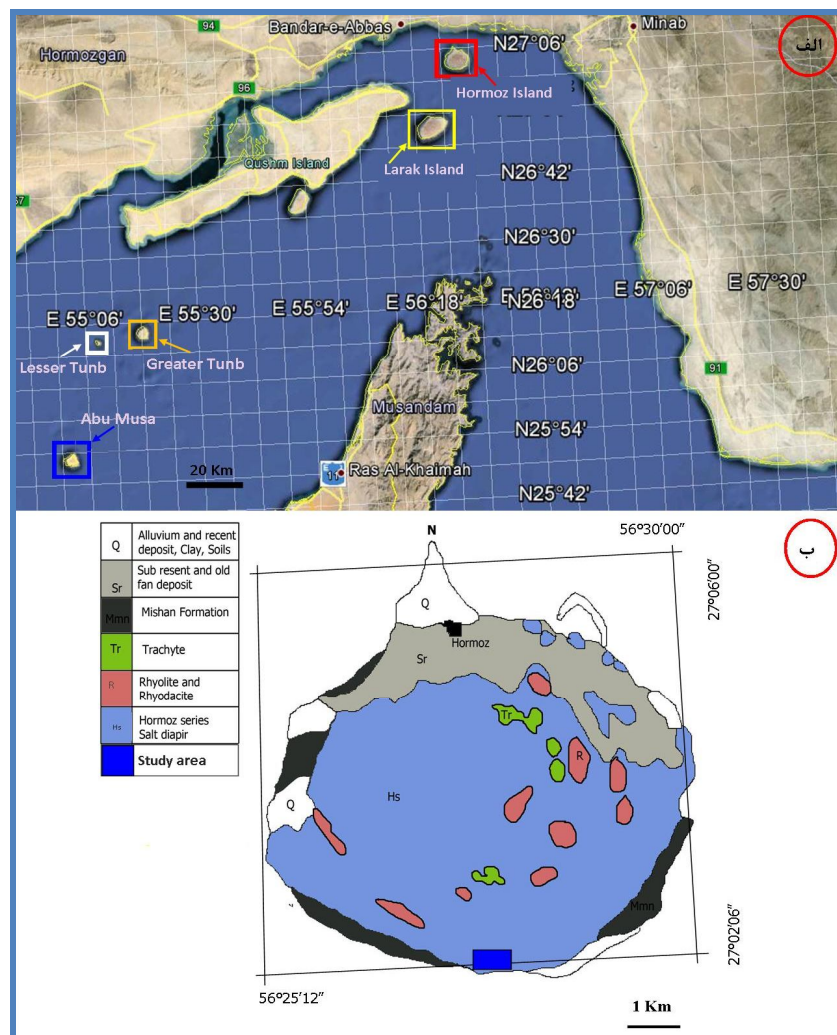 94
Bandar-e-Abbas
Minab
الف
Hormozgan
N27°06'
96
Hormoz Island
Qushm Island
Larak Island
N26°42'
N26°30'
E 55°06'
E 55°30'
E 55°54'
E 56°18'
N26°18'
E 57°06'
E 57°30'
Lesser Tunb
Greater Tunb
N26°06'
91
Abu Musa
Musandam
N25°54'
20 Km
11
Ras Al-Khaimah
N25°42'
ب
Q
Alluvium and recent
deposit, Clay, Soils
Sr
Sub resent and old
fan deposit
Mmn
Mishan Formation
Tr
Trachyte
R
Rhyolite and
Rhyodacite
Hs
Hormoz series
Salt diapir
Study area
N
56°30'00"
27°06'00"
Q
Hormoz
Sr
Tr
R
Hs
Q
Mmn
27°02'06"
56°25'12"
1 Km